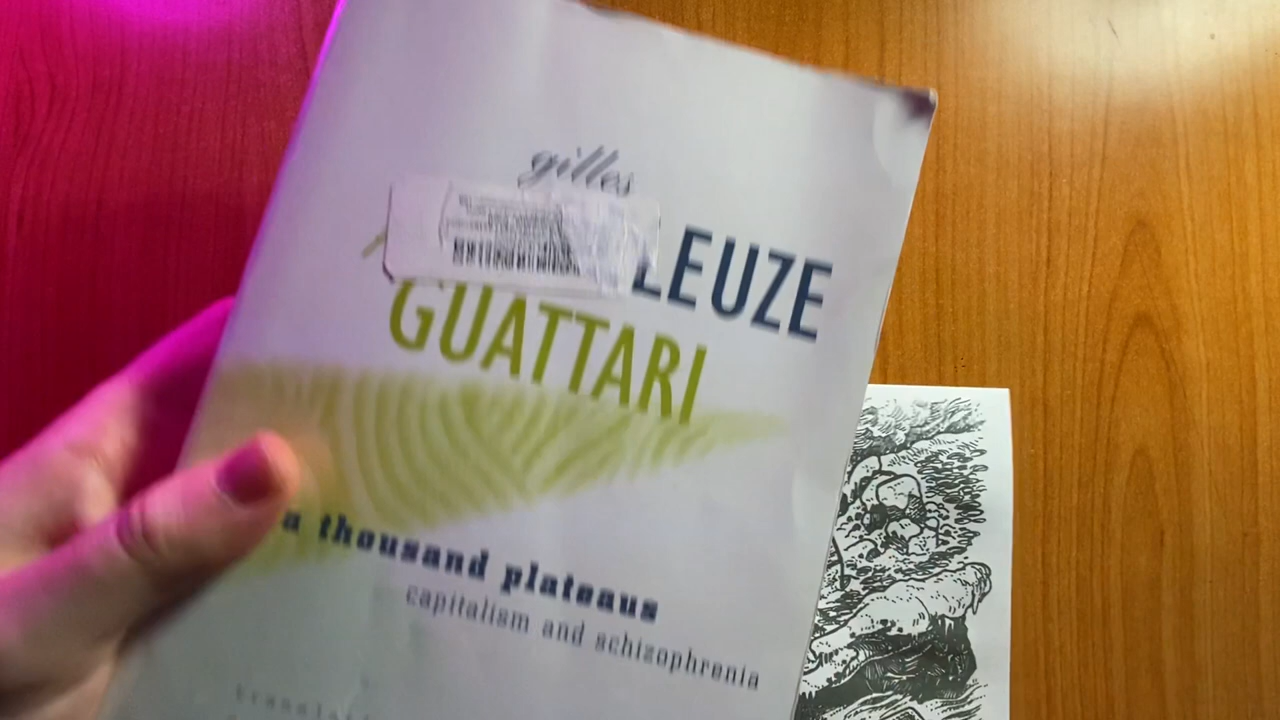 gilles
LEUZE
GUATTARI
a thousand plateaus
capitalism and schizophrenia